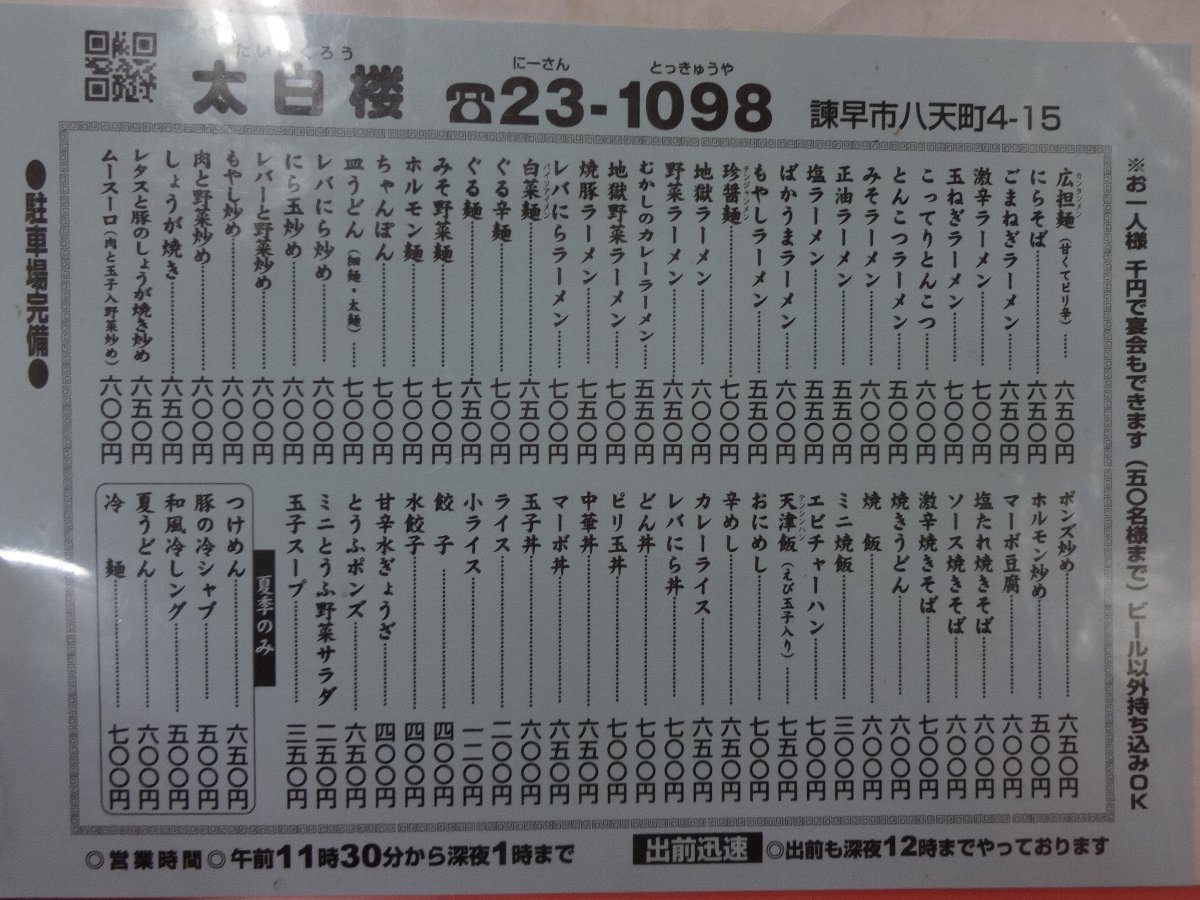 たいはくろう
太白楼
にーさん とっきゅうや
☎23-1098
諫早市八天町4-15
※お一人様 千円で宴会もできます(五〇名様まで) ビール以外持ち込みOK
広担麺(甘くてピリ辛)……六五〇円
カンタンメン
にらそば……六五〇円
ごまねぎラーメン……六五〇円
激辛ラーメン……七〇〇円
玉ねぎラーメン……七〇〇円
こってりとんこつ……六〇〇円
とんこつラーメン……五〇〇円
みそラーメン……六〇〇円
正油ラーメン……五五〇円
塩ラーメン……五五〇円
ばかうまラーメン……六五〇円
もやしラーメン……五五〇円
珍醤麺……七〇〇円
チンジャンメン
地獄ラーメン……六五〇円
野菜ラーメン……六五〇円
むかしのカレーラーメン……五五〇円
地獄野菜ラーメン……七〇〇円
焼豚ラーメン……七五〇円
レバにらラーメン……七〇〇円
白菜麺……六五〇円
パイツァイメン
ぐる辛麺……七〇〇円
ぐる麺……六五〇円
みそ野菜麺……七〇〇円
ホルモン麺……七〇〇円
ちゃんぽん……七〇〇円
皿うどん(細麺・太麺)……七〇〇円
レバにら炒め……六〇〇円
にら玉炒め……六〇〇円
レバーと野菜炒め……六〇〇円
もやし炒め……六〇〇円
肉と野菜炒め……六〇〇円
しょうが焼き……六五〇円
レタスと豚のしょうが焼き炒め……六五〇円
ムースーロ(肉と玉子入野菜炒め)……六〇〇円
ポンズ炒め……六五〇円
ホルモン炒め……五〇〇円
マーボ豆腐……六〇〇円
塩たれ焼きそば……六〇〇円
ソース焼きそば……六〇〇円
激辛焼きそば……七〇〇円
焼きうどん……六〇〇円
焼飯……六〇〇円
ミニ焼飯……三〇〇円
エビチャーハン……七〇〇円
天津飯(えび玉子入り)……七五〇円
テンシンハン
おにめし……七〇〇円
辛めし……六五〇円
カレーライス……六五〇円
レバにら丼……七〇〇円
どん丼……七〇〇円
ピリ玉丼……七〇〇円
中華丼……六五〇円
マーボ丼……六五〇円
玉子丼……六〇〇円
ライス……二〇〇円
小ライス……一二〇円
餃子……四〇〇円
水餃子……四〇〇円
甘辛水ぎょうざ……四〇〇円
とうふポンズ……六五〇円
ミニとうふ野菜サラダ……二五〇円
玉子スープ……三五〇円
夏季のみ
つけめん……六五〇円
豚の冷シャブ……五〇〇円
和風冷しレング……五〇〇円
夏うどん……六〇〇円
冷麺……七〇〇円
●駐車場完備●
◎営業時間◎午前11時30分から深夜1時まで
出前迅速 ◎出前も深夜12時までやっております